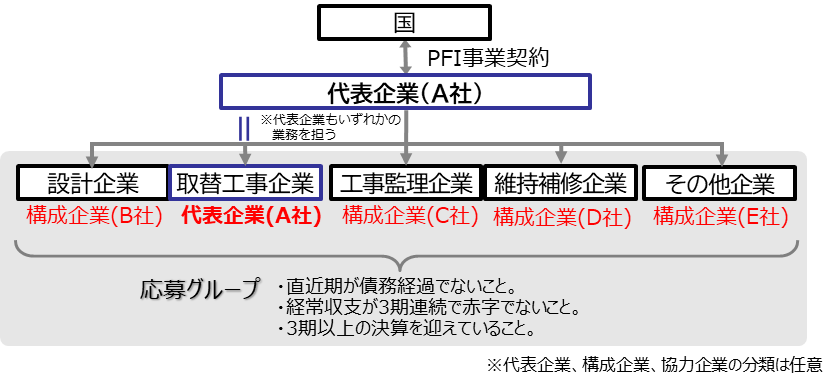 国
PFI事業契約
代表企業(A社)
※代表企業もいずれかの
業務を担う
設計企業
取替工事企業
工事監理企業
維持補修企業
その他企業
構成企業(B社)
代表企業(A社)
構成企業(C社)
構成企業(D社)
構成企業(E社)
応募グループ
・直近期が債務経過でないこと。
・経常収支が3期連続で赤字でないこと。
・3期以上の決算を迎えていること。
※代表企業、構成企業、協力企業の分類は任意